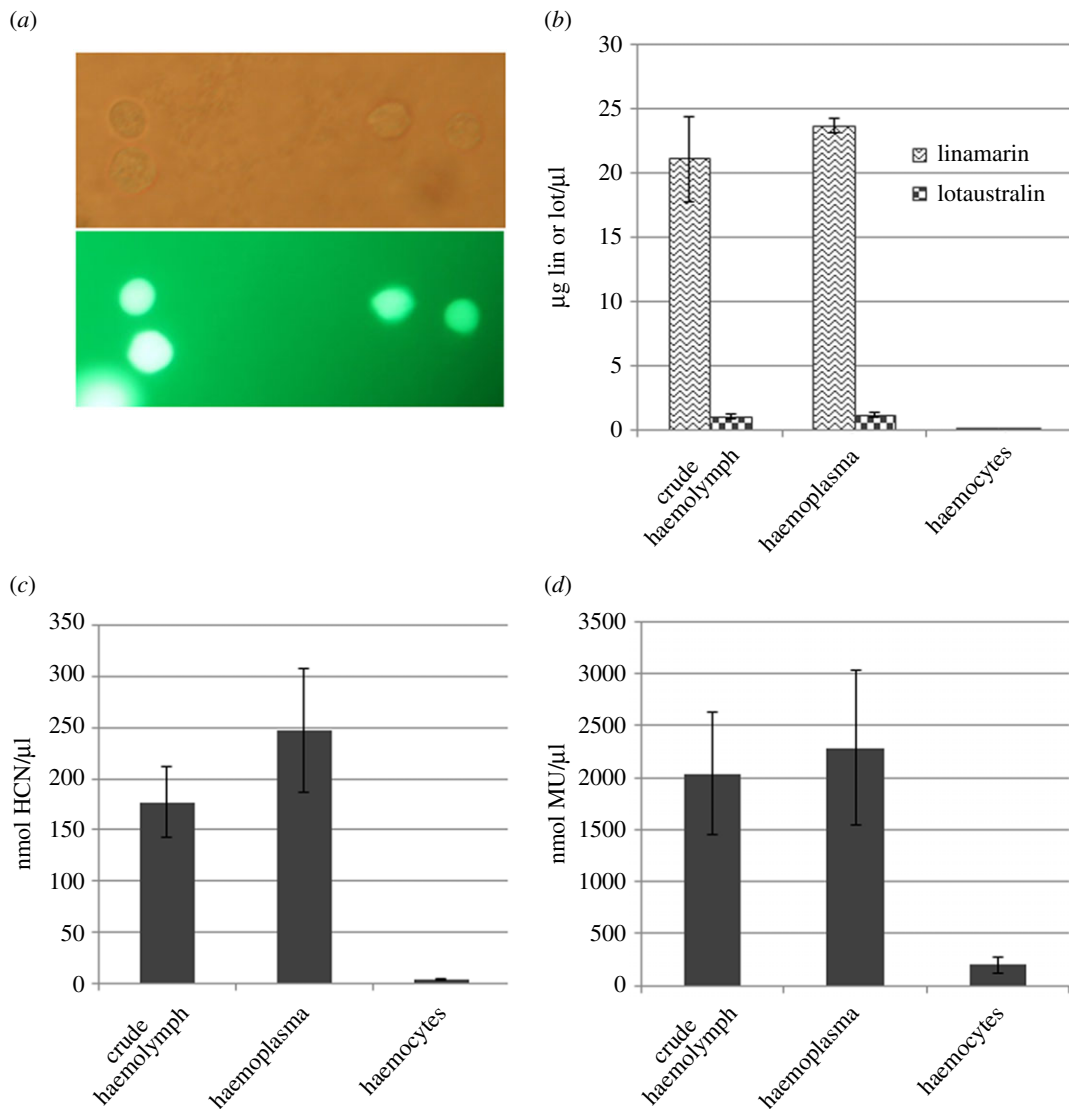 (a)
(b)
30
25
20
15
10
5
0
µg lin or lot/µl
linamarin
lotaustralin
crude
haemolymph
haemoplasma
haemocytes
(c)
350
300
250
200
150
100
50
0
nmol HCN/µl
crude
haemolymph
haemoplasma
haemocytes
(d)
3500
3000
2500
2000
1500
1000
500
0
nmol MU/µl
crude
haemolymph
haemoplasma
haemocytes